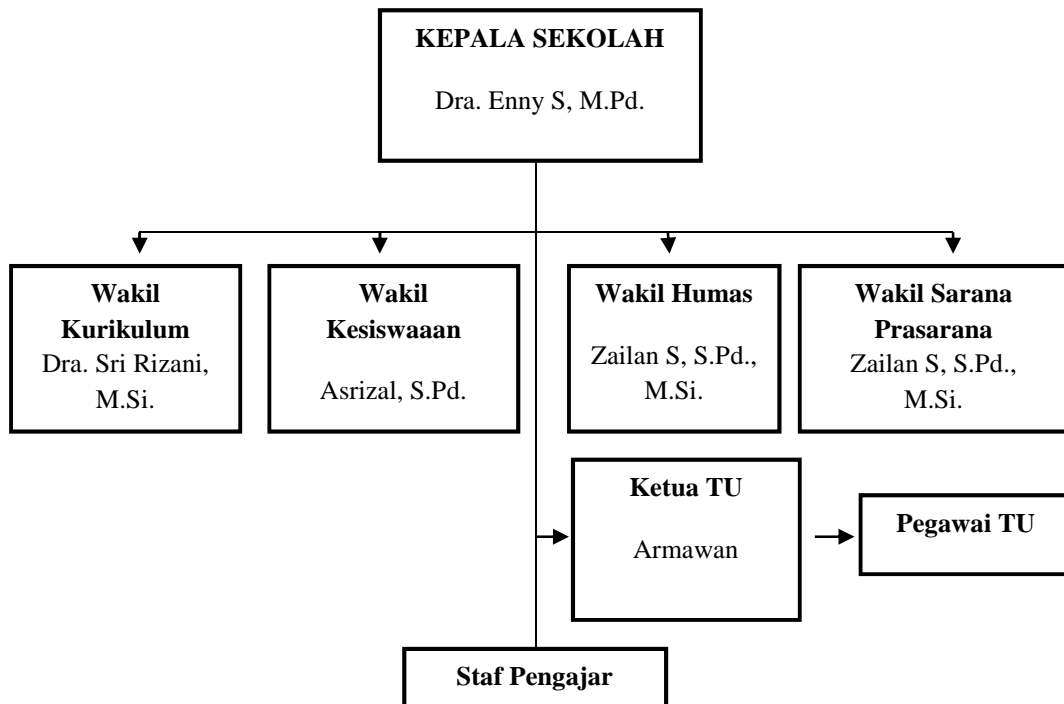 KEPALA SEKOLAH
Dra. Enny S, M.Pd.
Wakil
Kurikulum
Dra. Sri Rizani,
M.Si.
Wakil
Kesiswaaan
Asrizal, S.Pd.
Wakil Humas
Zailan S, S.Pd.,
M.Si.
Wakil Sarana
Prasarana
Zailan S, S.Pd.,
M.Si.
Ketua TU
Armawan
Pegawai TU
Staf Pengajar